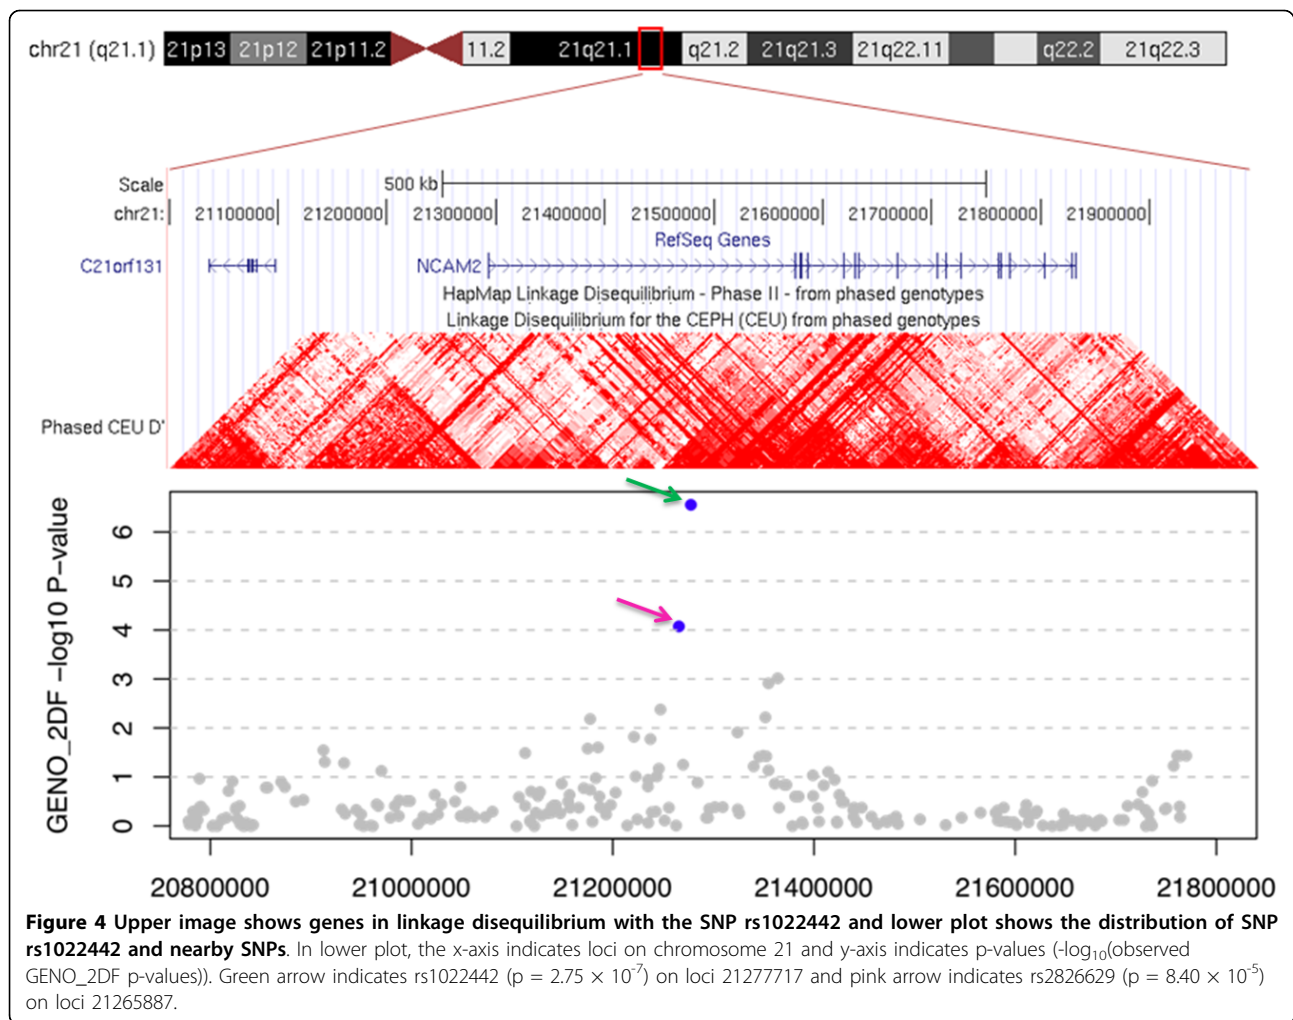 chr21 (q21.1) 21p13 21p12 21p11.2 11.2 21q21.1 q21.2 21q21.3 21q22.11 q22.2 21q22.3
Scale 500 kb
chr21: 21100000 21200000 21300000 21400000 21500000 21600000 21700000 21800000 21900000
RefSeq Genes
C21orf131 NCAM2
HapMap Linkage Disequilibrium - Phase II - from phased genotypes
Linkage Disequilibrium for the CEPH (CEU) from phased genotypes
Phased CEU D'
GENO_2DF -log10 P-value
6
5
4
3
2
1
0
20800000 21000000 21200000 21400000 21600000 21800000
Figure 4 Upper image shows genes in linkage disequilibrium with the SNP rs1022442 and lower plot shows the distribution of SNP
rs1022442 and nearby SNPs. In lower plot, the x-axis indicates loci on chromosome 21 and y-axis indicates p-values (-log10(observed
GENO_2DF p-values)). Green arrow indicates rs1022442 (p = 2.75 × 10-7) on loci 21277717 and pink arrow indicates rs2826629 (p = 8.40 × 10-5)
on loci 21265887.